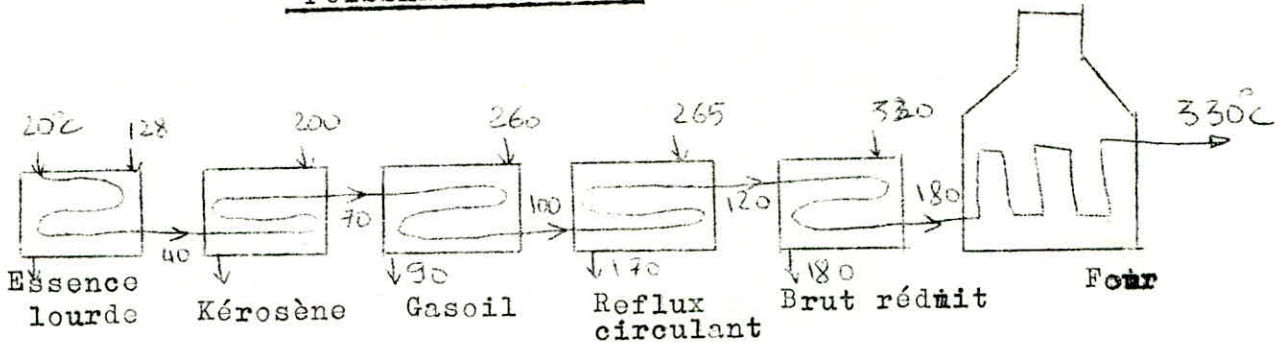 20°C 128 200 260 265 330 330°C
40 70 100 120 180
90 170 180
Essence lourde
Kérosène
Gasoil
Reflux circulant
Brut réduit
Four